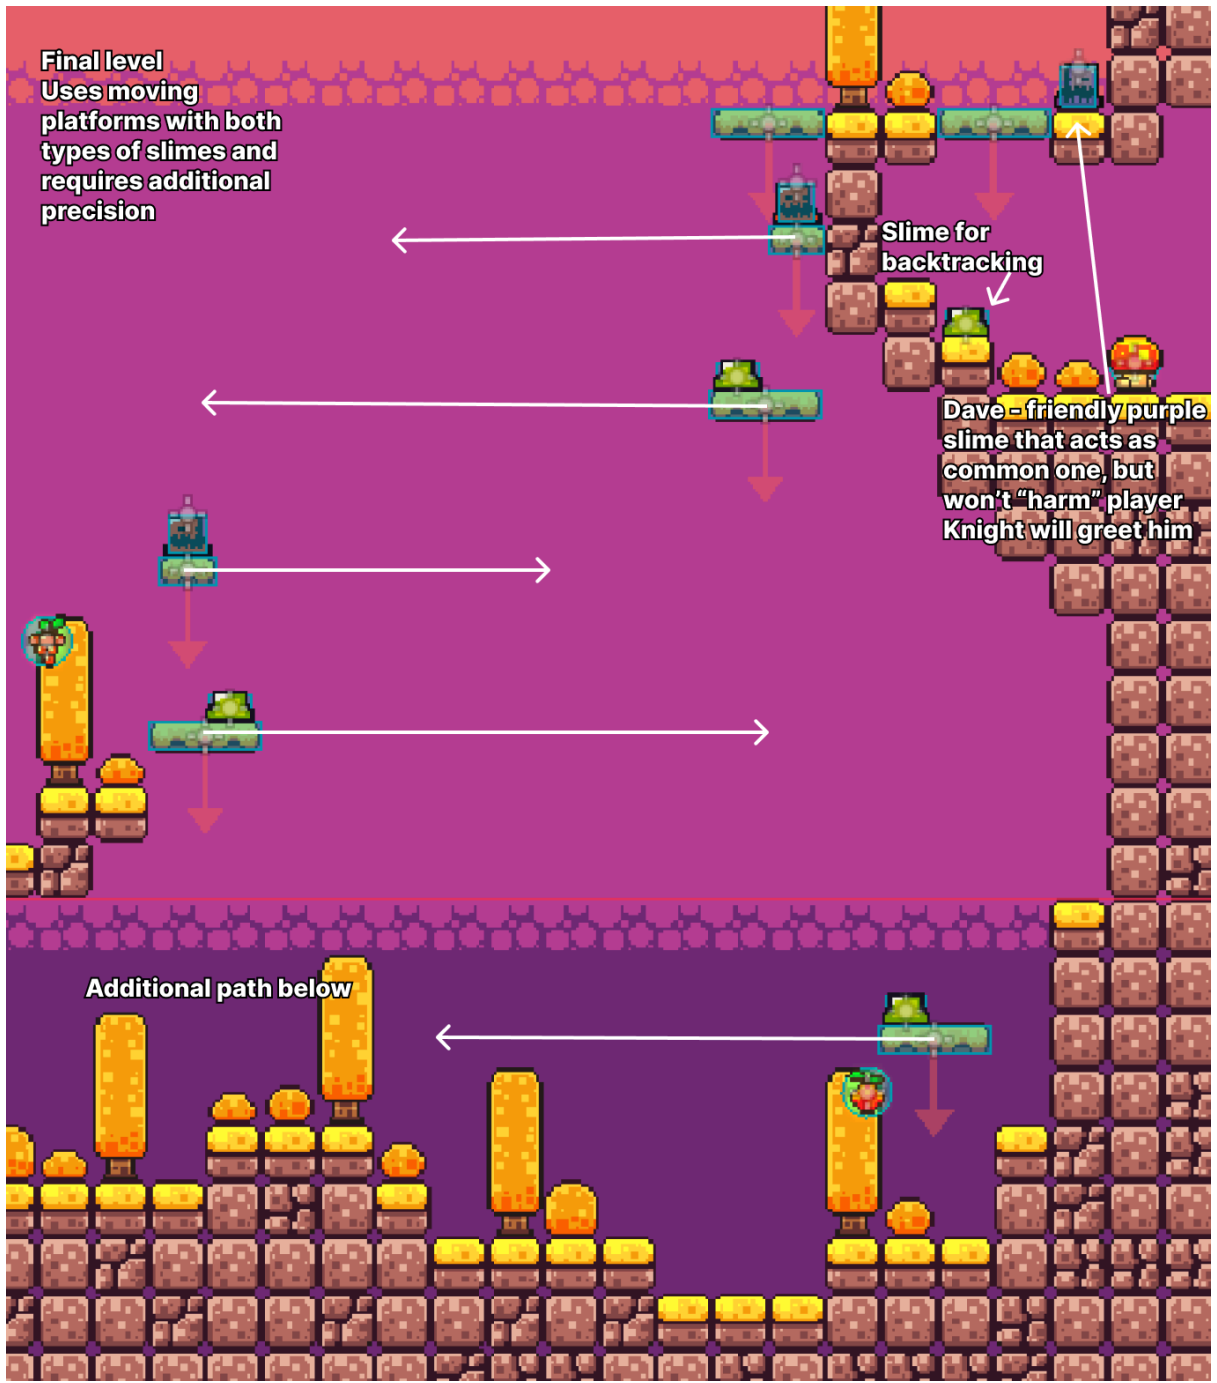 Final level
Uses moving
platforms with both
types of slimes and
requires additional
precision
Slime for
backtracking
Dave - friendly purple
slime that acts as
common one, but
won't “harm” player
Knight will greet him
Additional path below